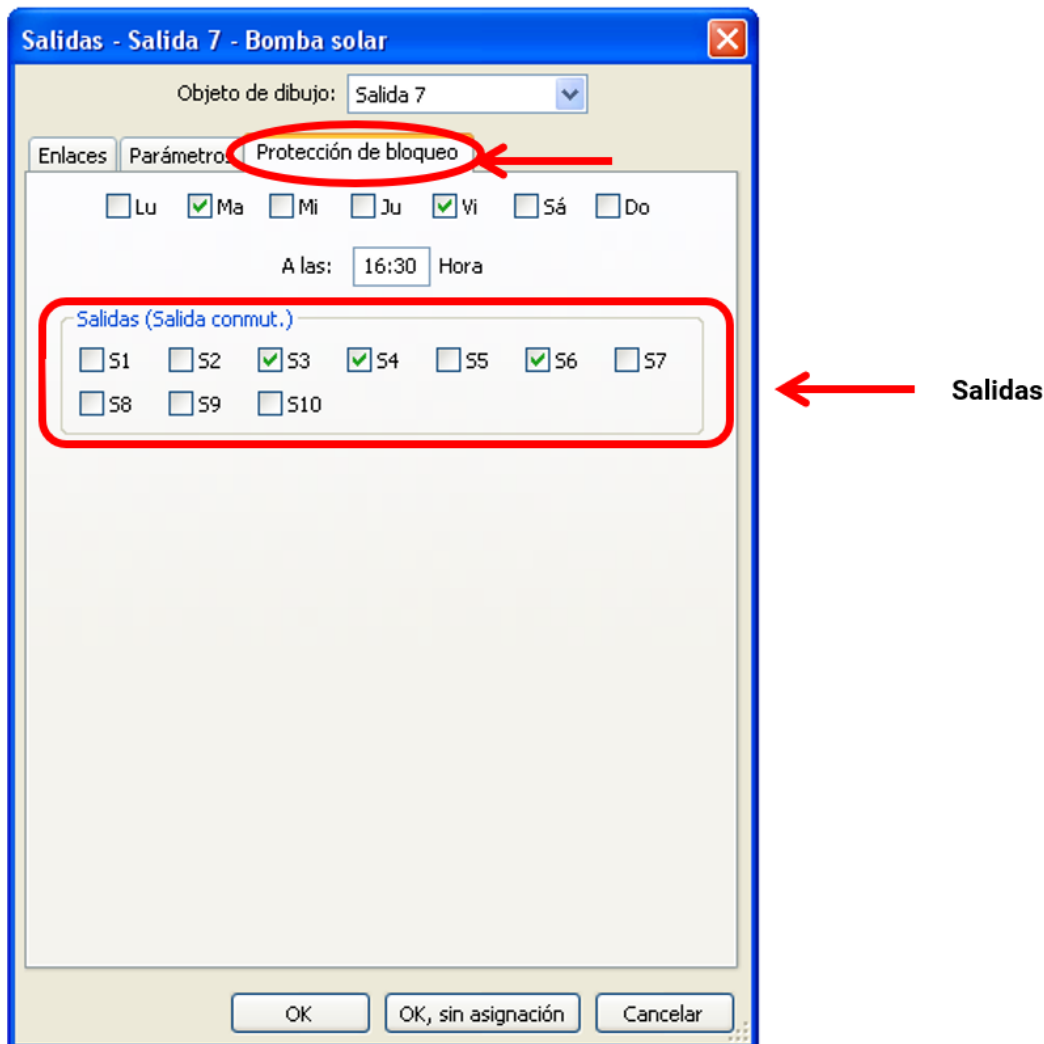 Salidas - Salida 7 - Bomba solar
Objeto de dibujo: Salida 7
Enlaces Parámetros Protección de bloqueo
Lu Ma Mi Ju Vi Sá Do
A las: 16:30 Hora
Salidas (Salida conmut.)
S1 S2 S3 S4 S5 S6 S7
Salidas
S8 S9 S10
OK OK, sin asignación Cancelar